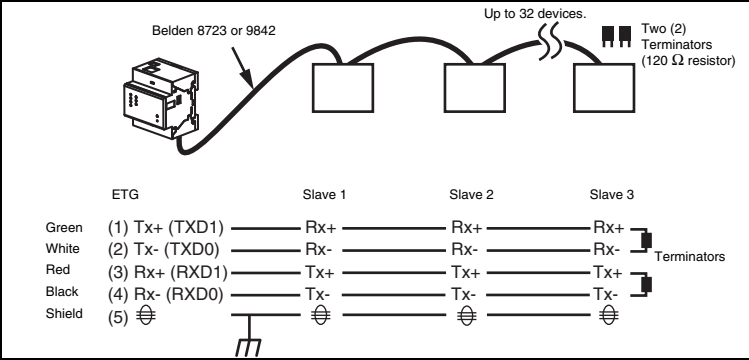 Up to 32 devices.
Belden 8723 or 9842
Two (2)
Terminators
(120 Ω resistor)
ETG Slave 1 Slave 2 Slave 3
Green (1) Tx+ (TXD1) Rx+ Rx+ Rx+
White (2) Tx- (TXD0) Rx- Rx- Rx-
Terminators
Red (3) Rx+ (RXD1) Tx+ Tx+ Tx+
Black (4) Rx- (RXD0) Tx- Tx- Tx-
Shield (5)